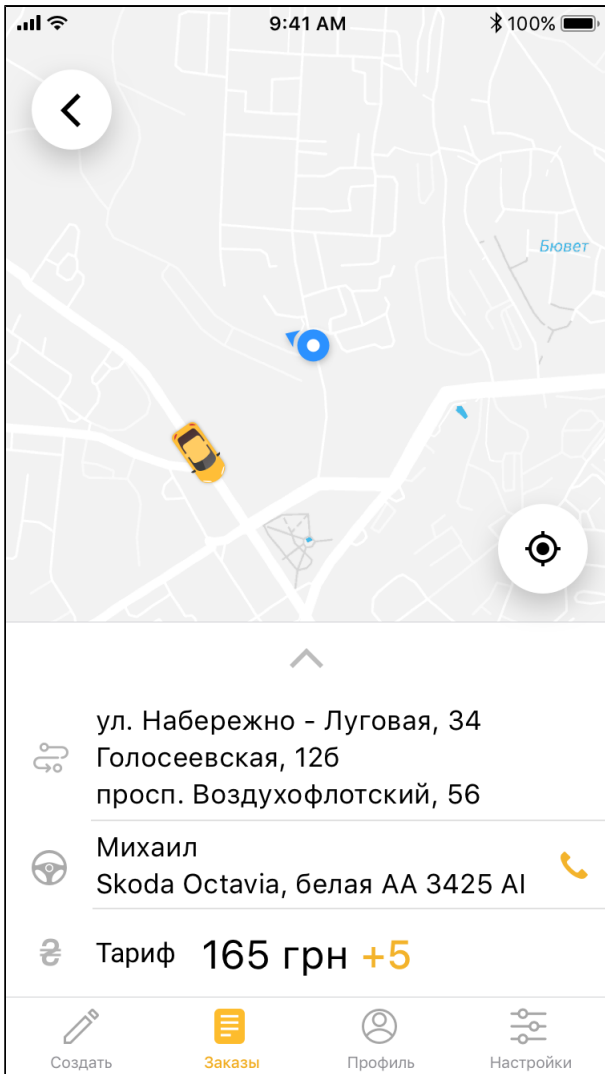 9:41 AM
100%
Бювет
ул. Набережно - Луговая, 34
Голосеевская, 12б
просп. Воздухофлотский, 56
Михаил
Skoda Octavia, белая AA 3425 AI
₴ Тариф 165 грн +5
Создать Заказы Профиль Настройки